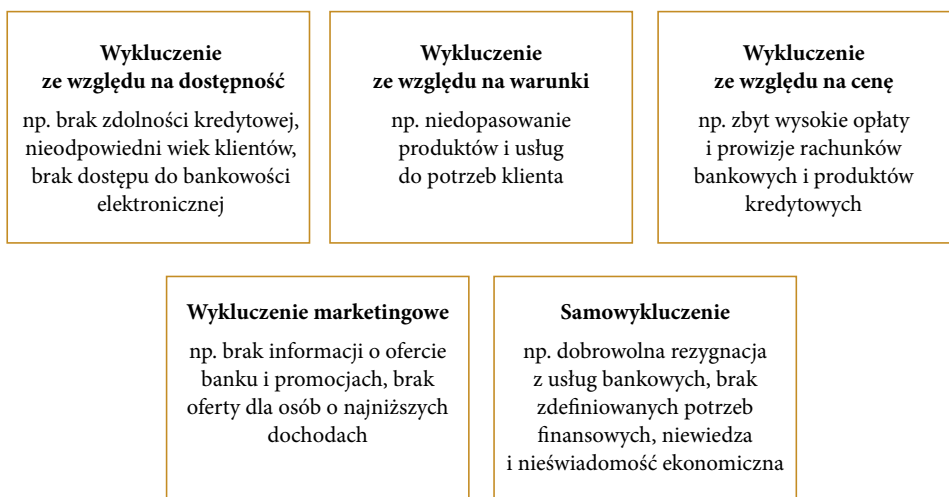 Wykluczenie
ze względu na dostępność
np. brak zdolności kredytowej,
nieodpowiedni wiek klientów,
brak dostępu do bankowości
elektronicznej
Wykluczenie
ze względu na warunki
np. niedopasowanie
produktów i usług
do potrzeb klienta
Wykluczenie
ze względu na cenę
np. zbyt wysokie opłaty
i prowizje rachunków
bankowych i produktów
kredytowych
Wykluczenie marketingowe
np. brak informacji o ofercie
banku i promocjach, brak
oferty dla osób o najniższych
dochodach
Samowykluczenie
np. dobrowolna rezygnacja
z usług bankowych, brak
zdefiniowanych potrzeb
finansowych, niewiedza
i nieświadomość ekonomiczna